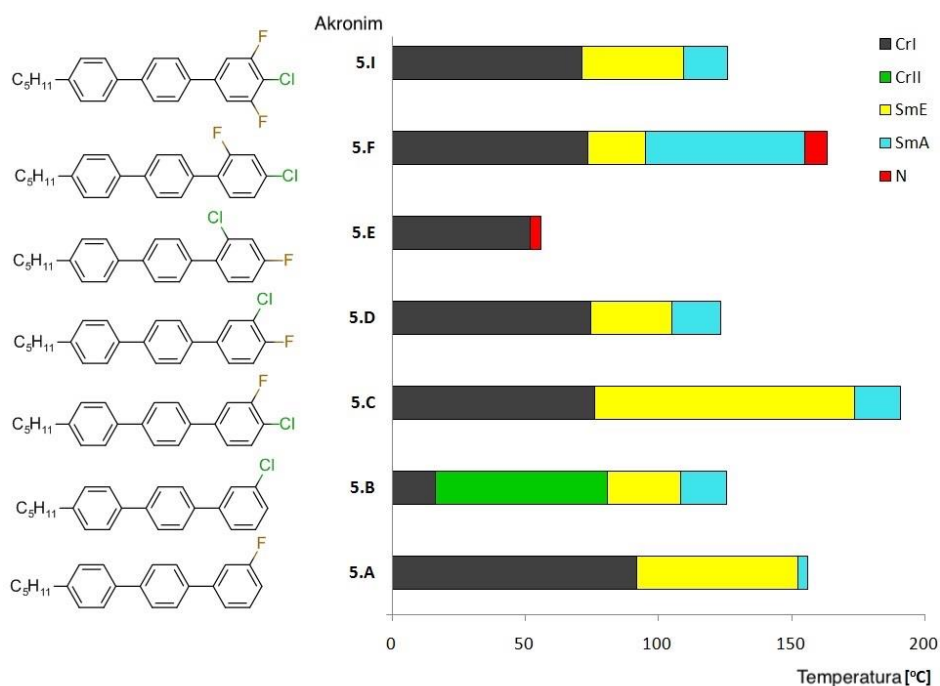 Akronim
F
C5H11
Cl
F
5.I
F
C5H11
Cl
5.F
Cl
C5H11
F
5.E
Cl
C5H11
F
5.D
F
C5H11
Cl
5.C
Cl
C5H11
5.B
F
C5H11
5.A
CrI
CrII
SmE
SmA
N
0 50 100 150 200
Temperatura [°C]